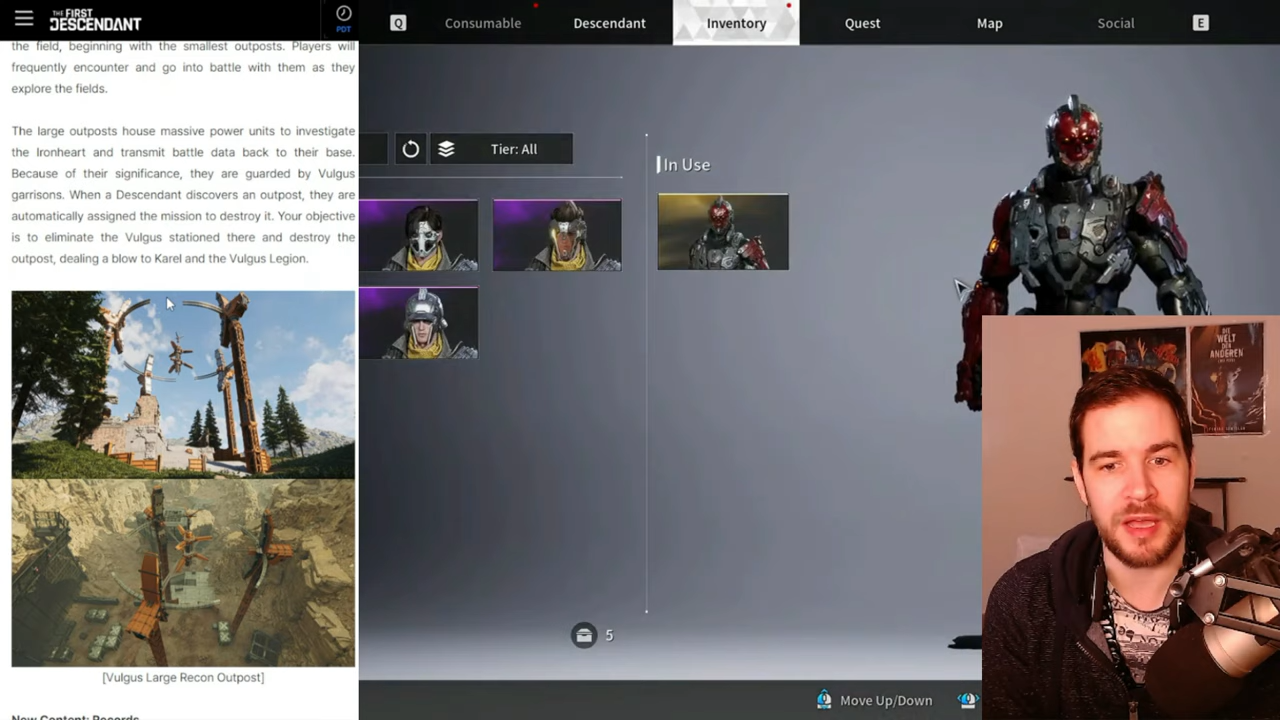 THE FIRST
DESCENDANT
PDT
the field, beginning with the smallest outposts. Players will
frequently encounter and go into battle with them as they
explore the fields.
The large outposts house massive power units to investigate
the Ironheart and transmit battle data back to their base.
Because of their significance, they are guarded by Vulgus
garrisons. When a Descendant discovers an outpost, they are
automatically assigned the mission to destroy it. Your objective
is to eliminate the Vulgus stationed there and destroy the
outpost, dealing a blow to Karel and the Vulgus Legion.
[Vulgus Large Recon Outpost]
New Content: Records
Q Consumable Descendant Inventory Quest Map Social E
Tier: All
In Use
5
Move Up/Down
DIE
WELT
DER
ANDEREN